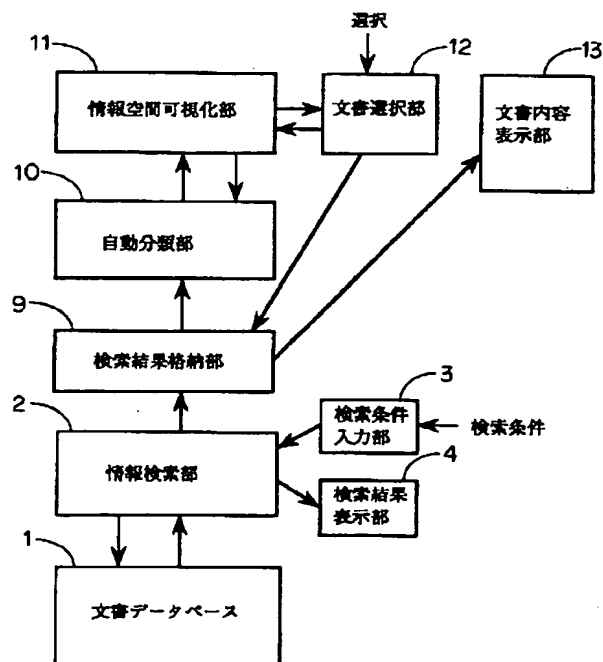 選択
11
12
13
情報空間可視化部
文書選択部
文書内容
表示部
10
自動分類部
9
検索結果格納部
2
3
検索条件
入力部
検索条件
情報検索部
4
検索結果
表示部
1
文書データベース